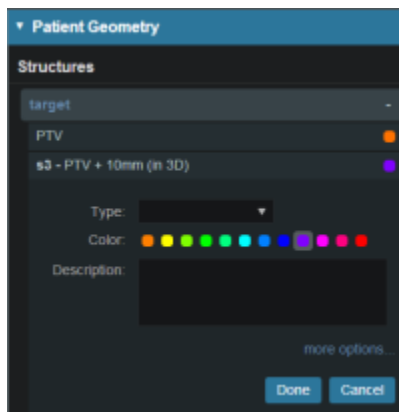 Patient Geometry
Structures
target -
PTV
s3 - PTV + 10mm (in 3D)
Type:
Color:
Description:
more options...
Done Cancel